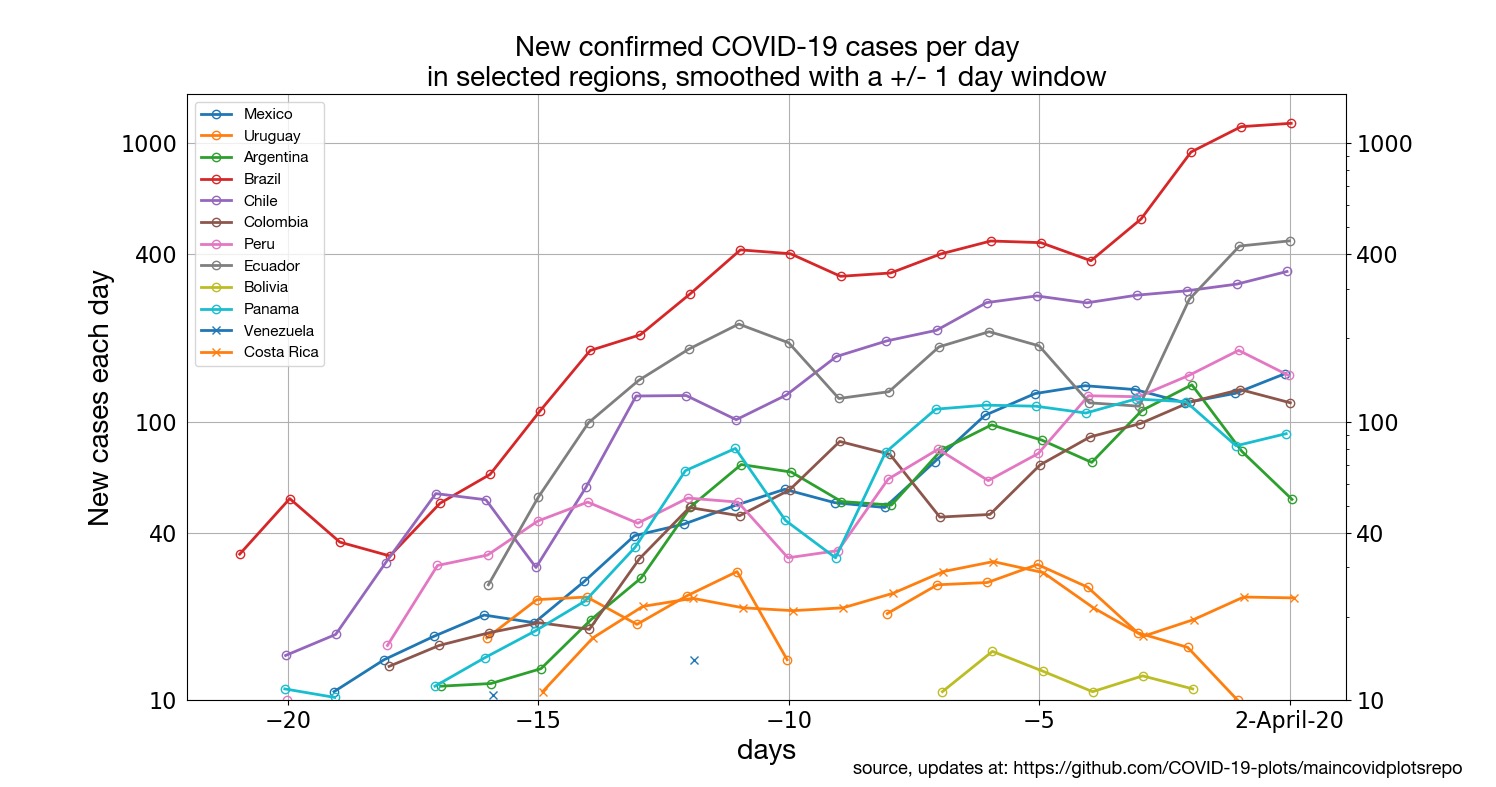 New confirmed COVID-19 cases per day
in selected regions, smoothed with a +/- 1 day window
Mexico
Uruguay
Argentina
Brazil
Chile
Colombia
Peru
Ecuador
Bolivia
Panama
Venezuela
Costa Rica
New cases each day
1000
400
100
40
10
1000
400
100
40
10
−20
−15
−10
−5
2-April-20
days
source, updates at: https://github.com/COVID-19-plots/maincovidplotsrepo